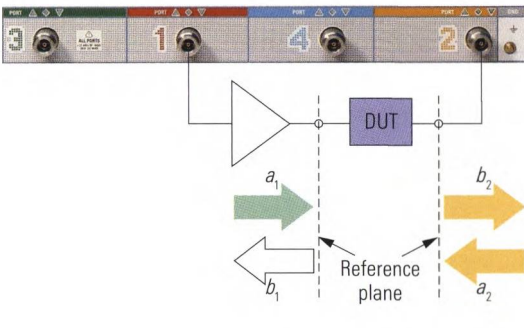 PORT
PORT
PORT
PORT
GND
3
ALL PORTS
1
4
2
DUT
a1
b2
b1
Reference
plane
a2